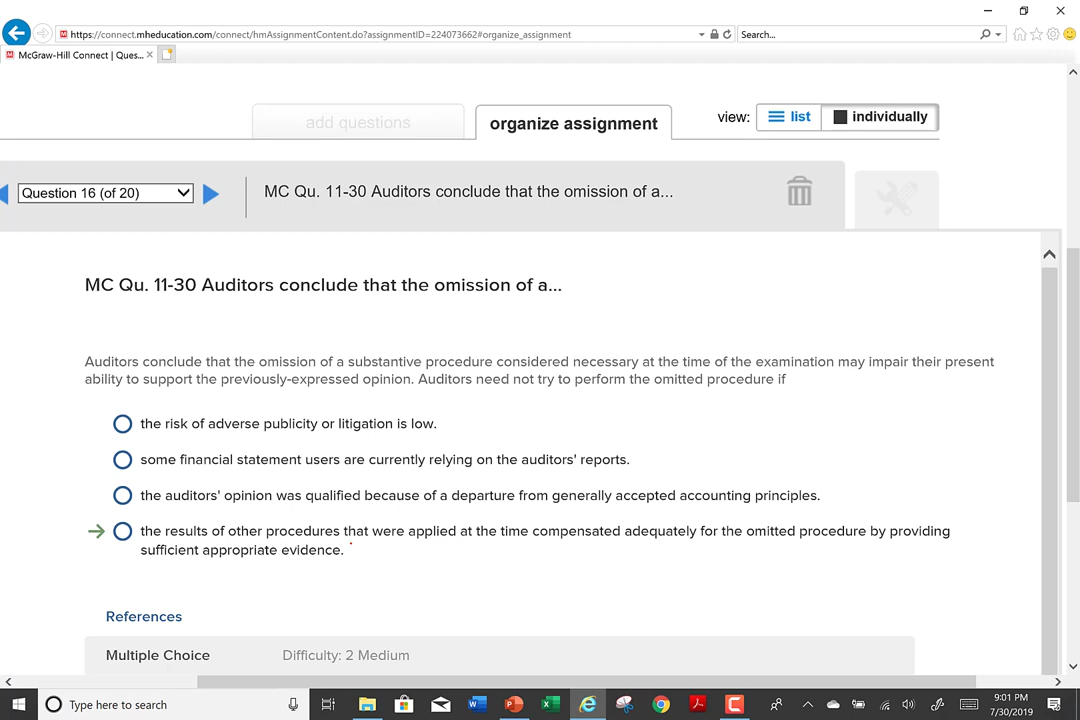 https://connect.mheducation.com/connect/hmAssignmentContent.do?assignmentID=224073662#organize_assignment
Search...
McGraw-Hill Connect | Ques...
add questions
organize assignment
view:
list
individually
Question 16 (of 20)
MC Qu. 11-30 Auditors conclude that the omission of a...
MC Qu. 11-30 Auditors conclude that the omission of a...
Auditors conclude that the omission of a substantive procedure considered necessary at the time of the examination may impair their present
ability to support the previously-expressed opinion. Auditors need not try to perform the omitted procedure if
the risk of adverse publicity or litigation is low.
some financial statement users are currently relying on the auditors' reports.
the auditors' opinion was qualified because of a departure from generally accepted accounting principles.
the results of other procedures that were applied at the time compensated adequately for the omitted procedure by providing
sufficient appropriate evidence.
References
Multiple Choice
Difficulty: 2 Medium
Type here to search
9:01 PM
7/30/2019